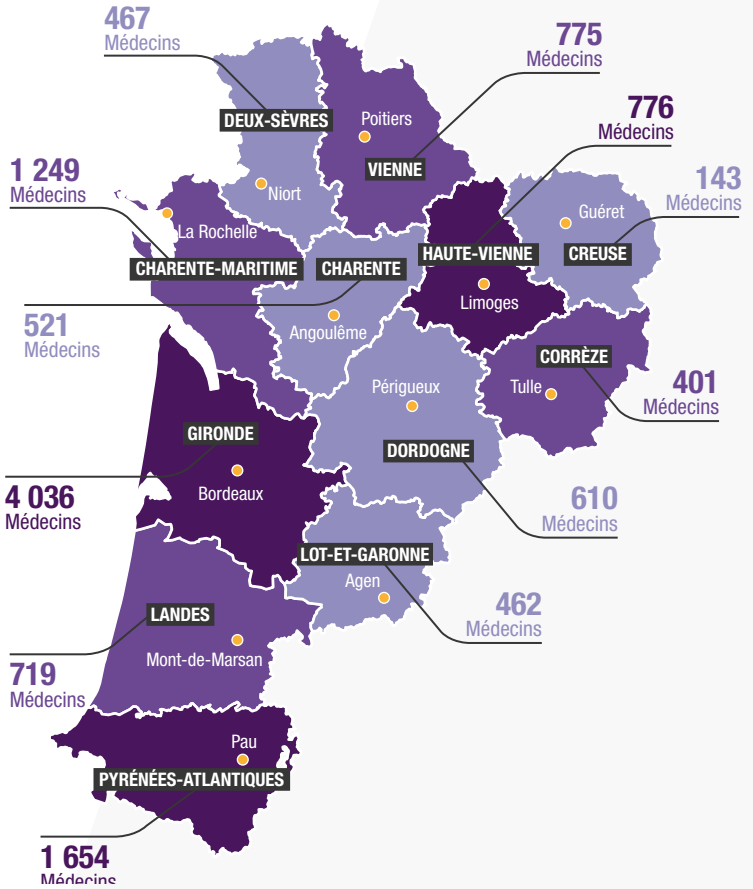 467
Médecins
775
Médecins
776
Médecins
DEUX-SÈVRES
Poitiers
VIENNE
1 249
Médecins
143
Médecins
Niort
Guéret
La Rochelle
CHARENTE-MARITIME
CHARENTE
HAUTE-VIENNE
CREUSE
Limoges
521
Médecins
Angoulême
CORRÈZE
Tulle
401
Médecins
Périgueux
GIRONDE
DORDOGNE
4 036
Médecins
Bordeaux
610
Médecins
LOT-ET-GARONNE
Agen
462
Médecins
LANDES
Mont-de-Marsan
719
Médecins
Pau
PYRÉNÉES-ATLANTIQUES
1 654
Médecins